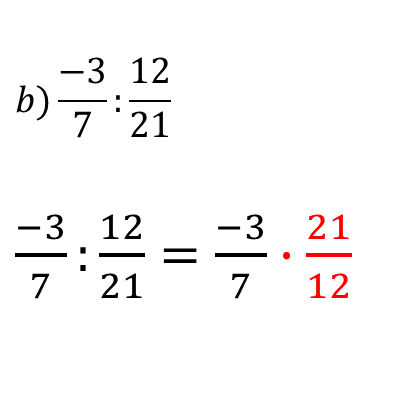 b) −3/7 : 12/21
−3/7 : 12/21 = −3/7 · 21/12